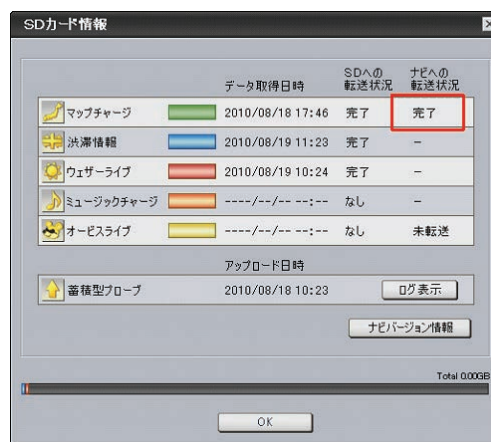 SDカード情報
データ取得日時 SDへの転送状況 ナビへの転送状況
マップチャージ 2010/08/18 17:46 完了 完了
渋滞情報 2010/08/19 11:23 完了 -
ウェザーライブ 2010/08/19 10:24 完了 -
ミュージックチャージ ----/--/-- --:-- なし -
オービスライブ ----/--/-- --:-- なし 未転送
アップロード日時
蓄積型プローブ 2010/08/18 10:23 ログ表示
ナビバージョン情報
Total 0.00GB
OK